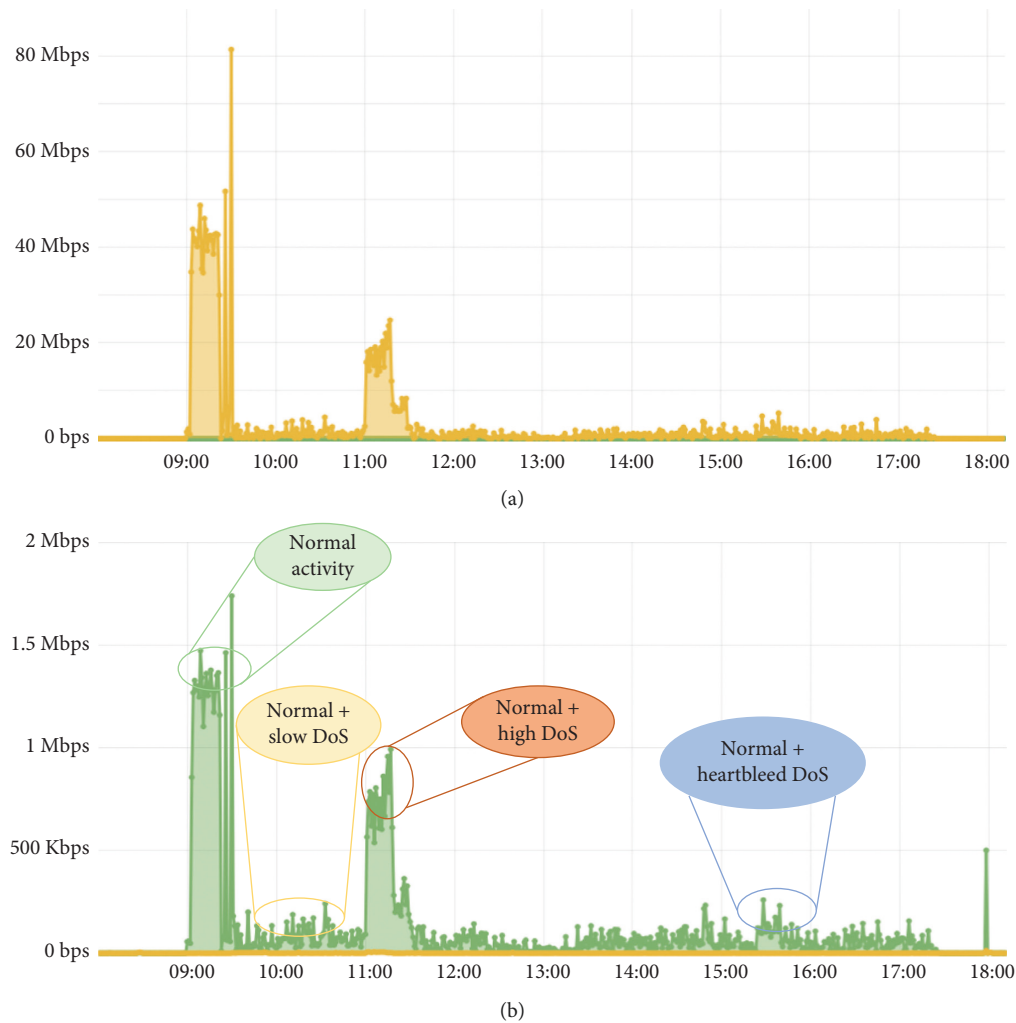 80 Mbps
60 Mbps
40 Mbps
20 Mbps
0 bps
09:00 10:00 11:00 12:00 13:00 14:00 15:00 16:00 17:00 18:00
(a)
2 Mbps
Normal
activity
1.5 Mbps
Normal +
slow DoS
Normal +
high DoS
1 Mbps
Normal +
heartbleed DoS
500 Kbps
0 bps
09:00 10:00 11:00 12:00 13:00 14:00 15:00 16:00 17:00 18:00
(b)